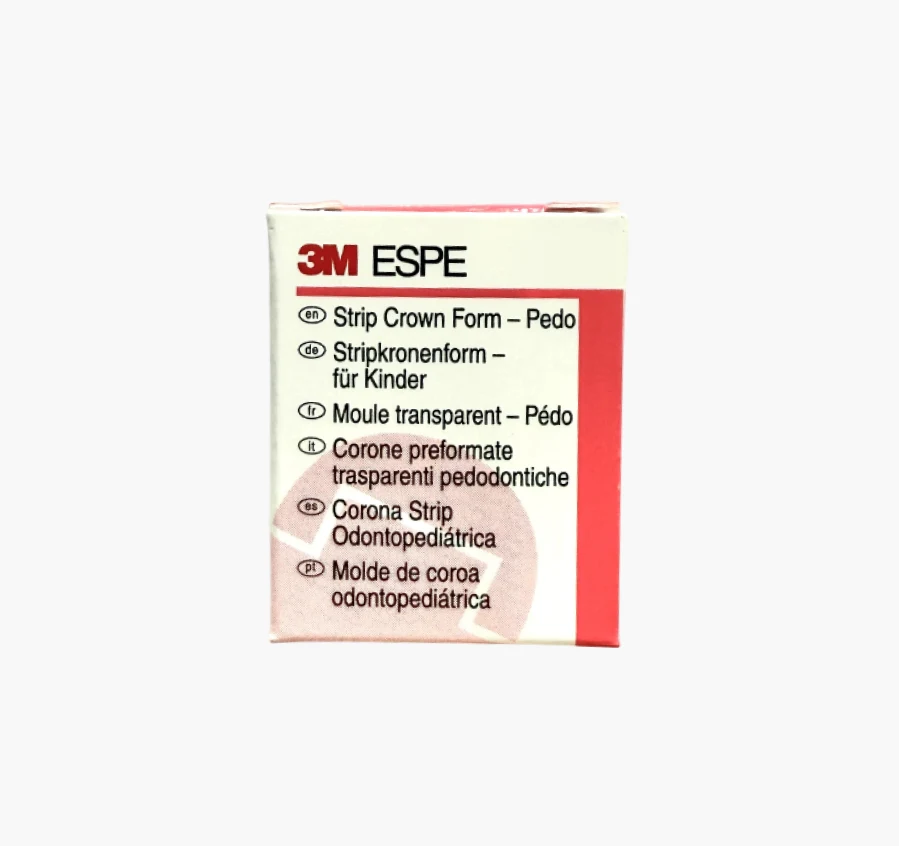 3M ESPE
en Strip Crown Form – Pedo
de Stripkronenform –
für Kinder
fr Moule transparent – Pédo
it Corone preformate
trasparenti pedodontiche
es Corona Strip
Odontopediátrica
pt Molde de coroa
odontopediátrica